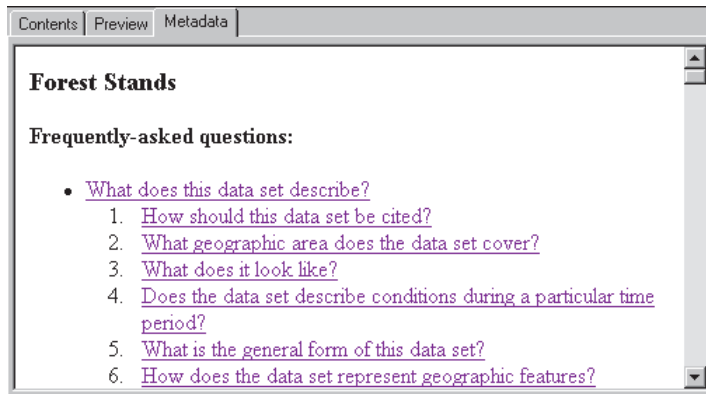 Contents Preview Metadata
Forest Stands
Frequently-asked questions:
• What does this data set describe?
1. How should this data set be cited?
2. What geographic area does the data set cover?
3. What does it look like?
4. Does the data set describe conditions during a particular time
period?
5. What is the general form of this data set?
6. How does the data set represent geographic features?